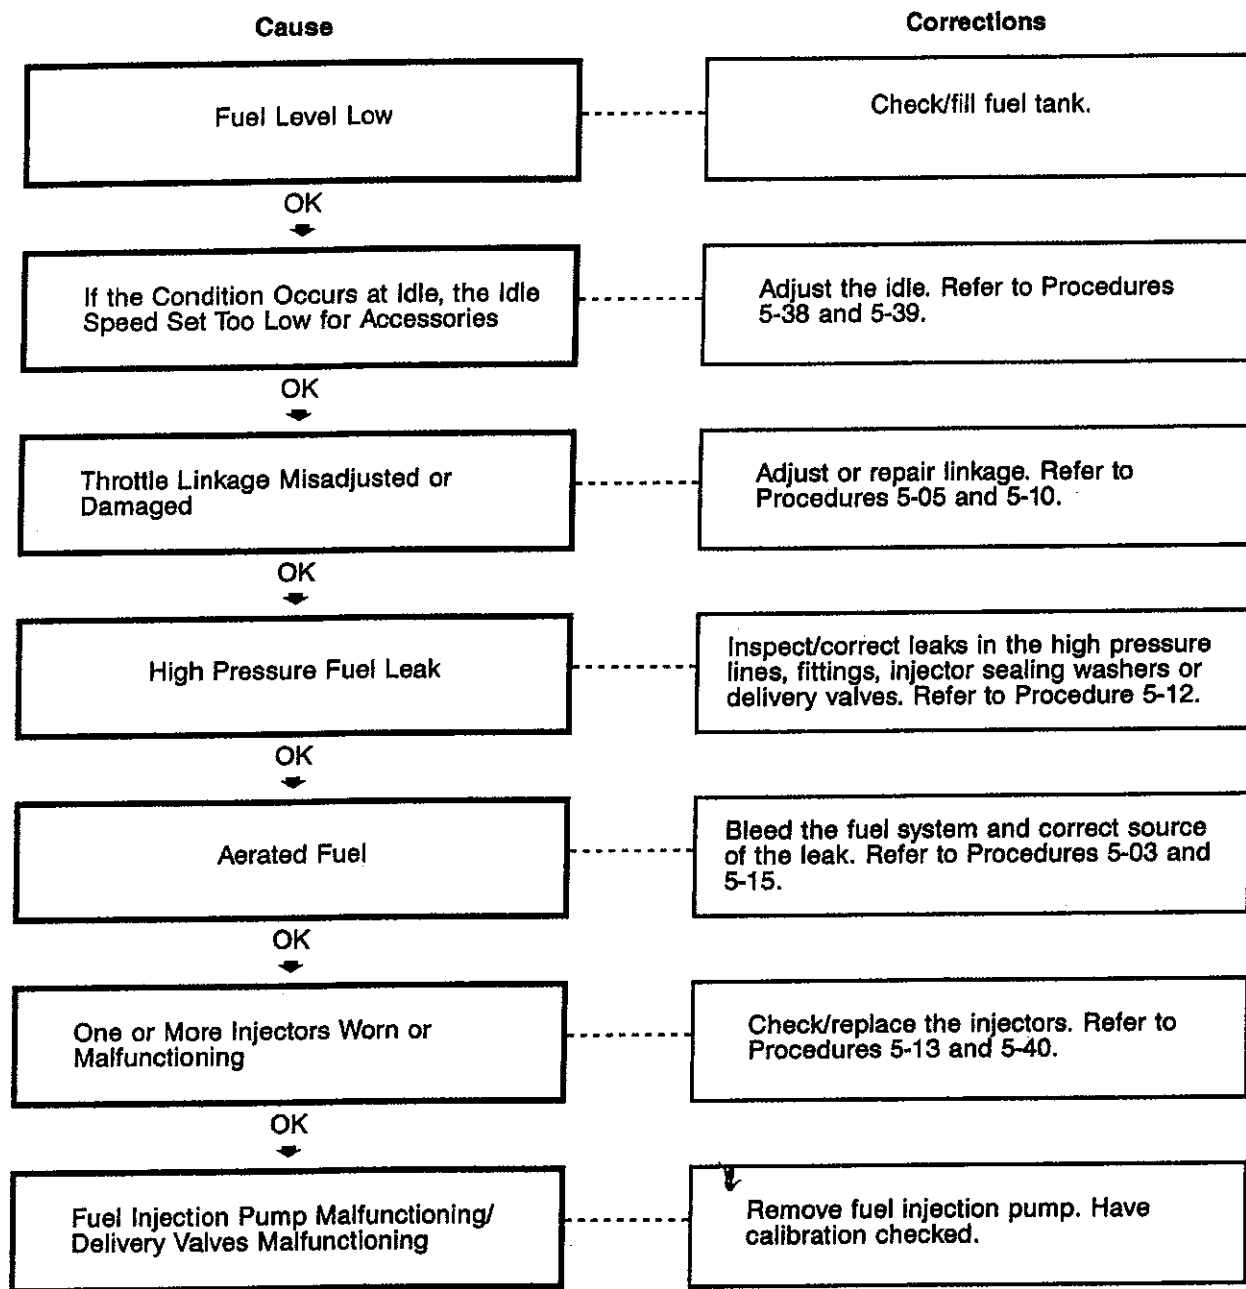 Cause
Corrections
Fuel Level Low
Check/fill fuel tank.
OK
If the Condition Occurs at Idle, the Idle
Speed Set Too Low for Accessories
Adjust the idle. Refer to Procedures
5-38 and 5-39.
OK
Throttle Linkage Misadjusted or
Damaged
Adjust or repair linkage. Refer to
Procedures 5-05 and 5-10.
OK
High Pressure Fuel Leak
Inspect/correct leaks in the high pressure
lines, fittings, injector sealing washers or
delivery valves. Refer to Procedure 5-12.
OK
Aerated Fuel
Bleed the fuel system and correct source
of the leak. Refer to Procedures 5-03 and
5-15.
OK
One or More Injectors Worn or
Malfunctioning
Check/replace the injectors. Refer to
Procedures 5-13 and 5-40.
OK
Fuel Injection Pump Malfunctioning/
Delivery Valves Malfunctioning
Remove fuel injection pump. Have
calibration checked.